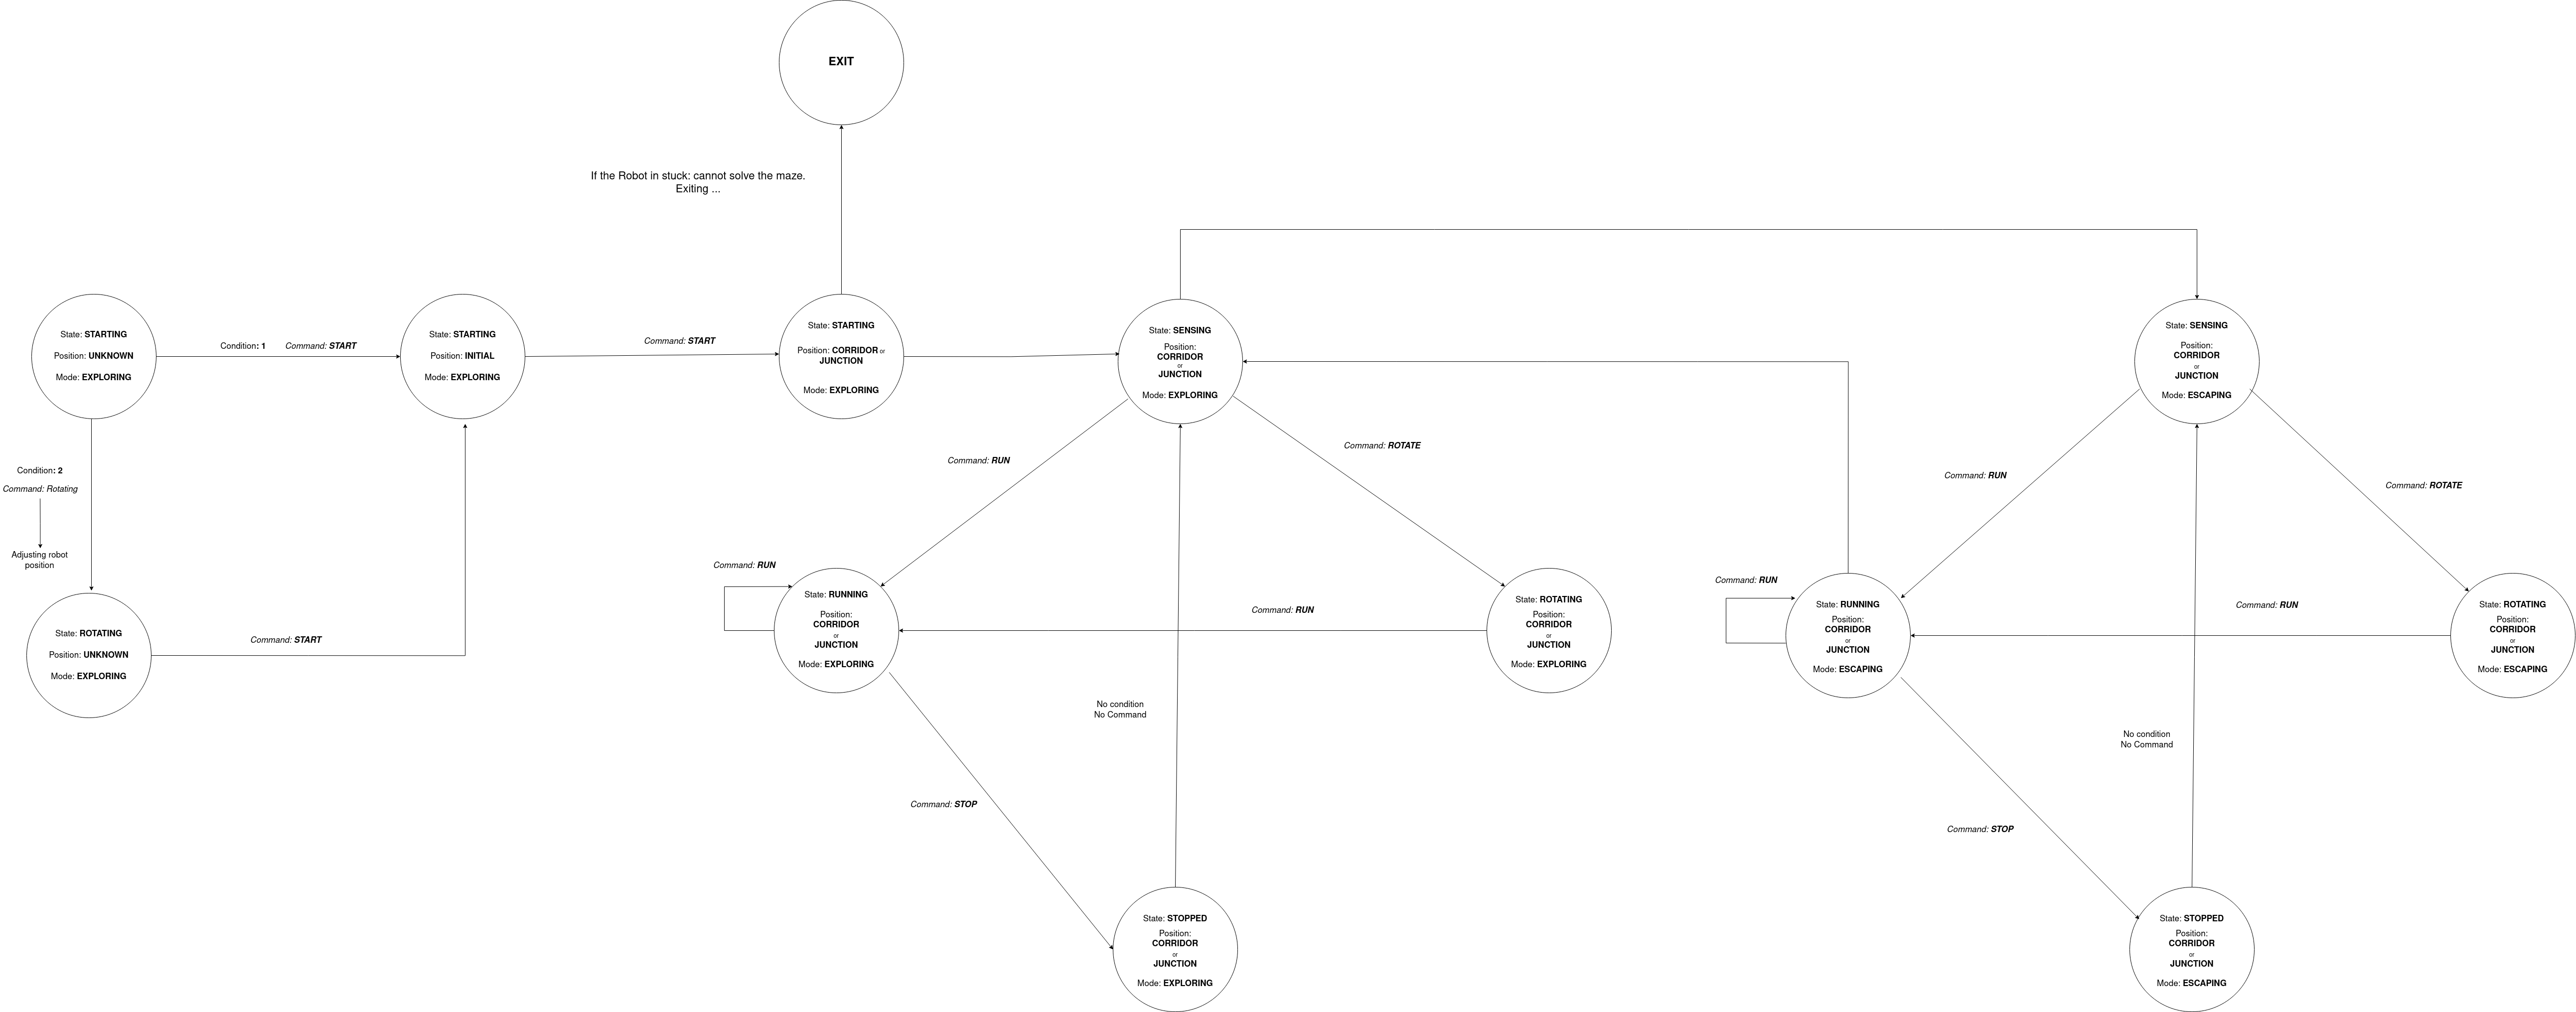 EXIT
If the Robot in stuck: cannot solve the maze.
Exiting ...
State: STARTING
Position: UNKNOWN
Mode: EXPLORING
Condition: 1
Command: START
State: STARTING
Position: INITIAL
Mode: EXPLORING
Command: START
State: STARTING
Position: CORRIDOR or
JUNCTION
Mode: EXPLORING
State: SENSING
Position:
CORRIDOR
or
JUNCTION
Mode: EXPLORING
State: SENSING
Position:
CORRIDOR
or
JUNCTION
Mode: ESCAPING
Condition: 2
Command: Rotating
Adjusting robot
position
State: ROTATING
Position: UNKNOWN
Mode: EXPLORING
Command: START
Command: RUN
Command: ROTATE
Command: RUN
State: RUNNING
Position:
CORRIDOR
or
JUNCTION
Mode: EXPLORING
Command: RUN
State: ROTATING
Position:
CORRIDOR
or
JUNCTION
Mode: EXPLORING
No condition
No Command
Command: STOP
State: STOPPED
Position:
CORRIDOR
or
JUNCTION
Mode: EXPLORING
Command: RUN
Command: ROTATE
Command: RUN
State: RUNNING
Position:
CORRIDOR
or
JUNCTION
Mode: ESCAPING
Command: RUN
State: ROTATING
Position:
CORRIDOR
or
JUNCTION
Mode: ESCAPING
No condition
No Command
Command: STOP
State: STOPPED
Position:
CORRIDOR
or
JUNCTION
Mode: ESCAPING